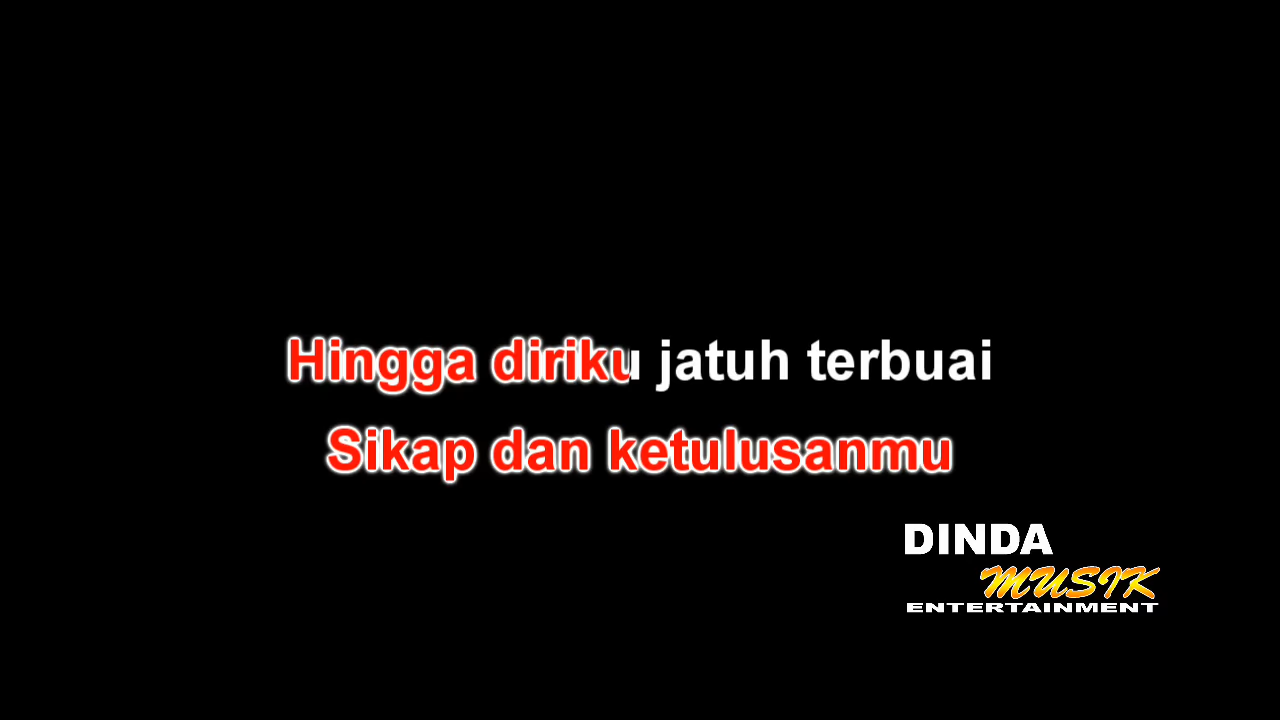 Hingga diriku jatuh terbuai
Sikap dan ketulusanmu
DINDA
MUSIK
ENTERTAINMENT